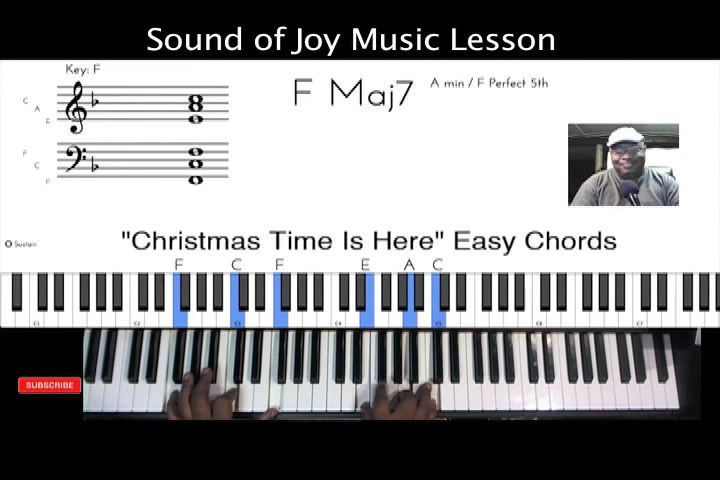 Sound of Joy Music Lesson
Key: F
F Maj7
A min / F Perfect 5th
C
A
E
F
C
F
Sustain
"Christmas Time Is Here" Easy Chords
F C F E A C
C1 C2 C3 C4 C5 C6 C7
SUBSCRIBE